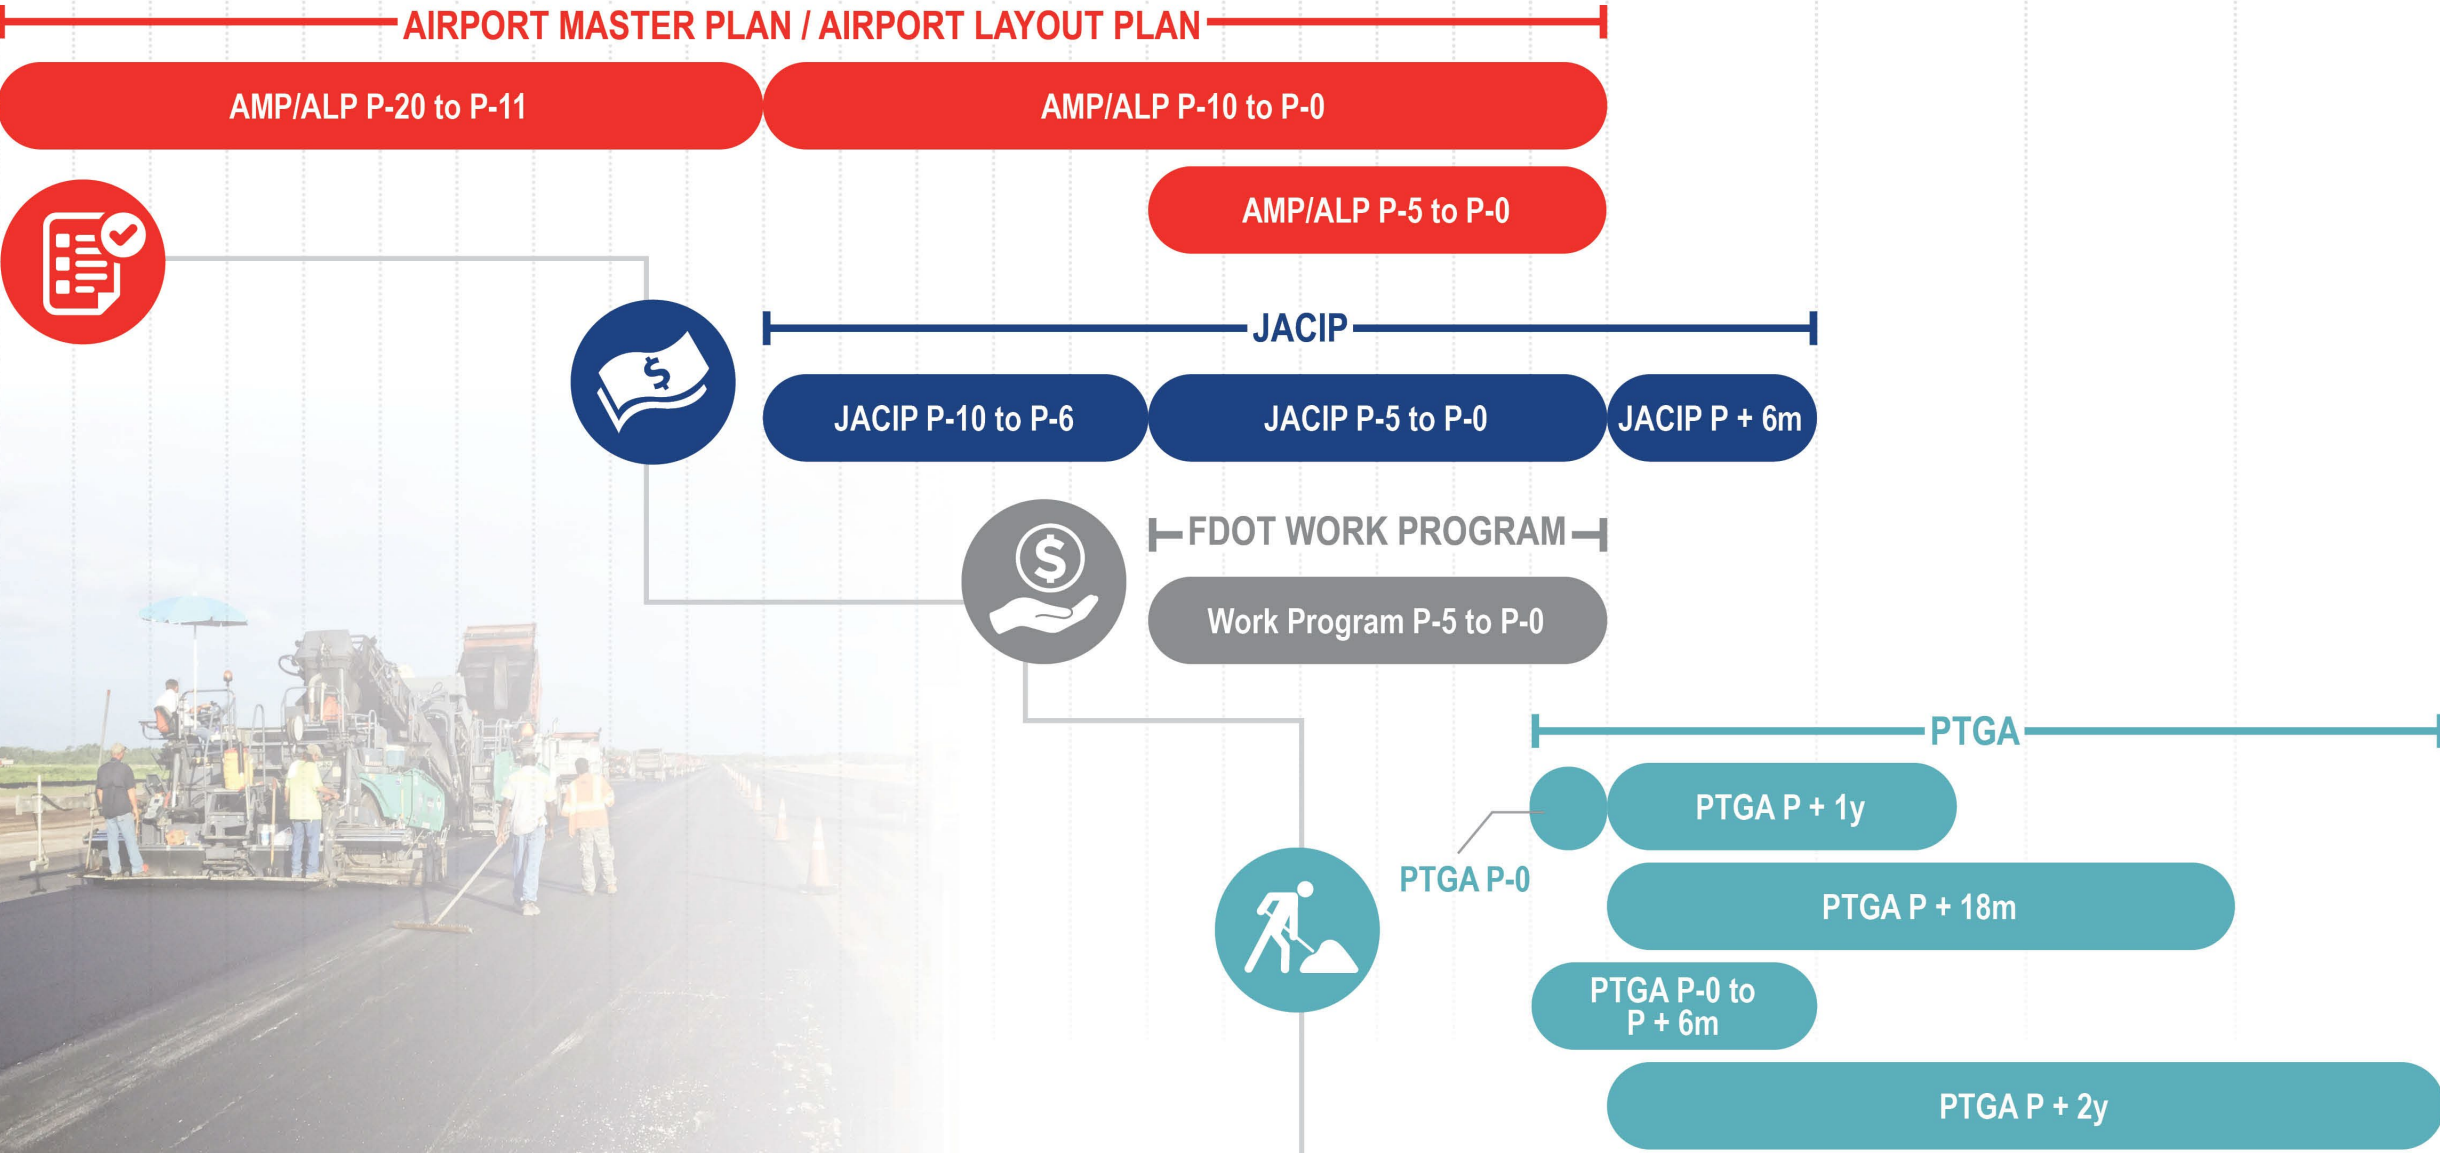 AIRPORT MASTER PLAN / AIRPORT LAYOUT PLAN
AMP/ALP P-20 to P-11
AMP/ALP P-10 to P-0
AMP/ALP P-5 to P-0
$
JACIP
JACIP P-10 to P-6
JACIP P-5 to P-0
JACIP P + 6m
$
FDOT WORK PROGRAM
Work Program P-5 to P-0
PTGA
PTGA P + 1y
PTGA P-0
PTGA P + 18m
PTGA P-0 to
P + 6m
PTGA P + 2y